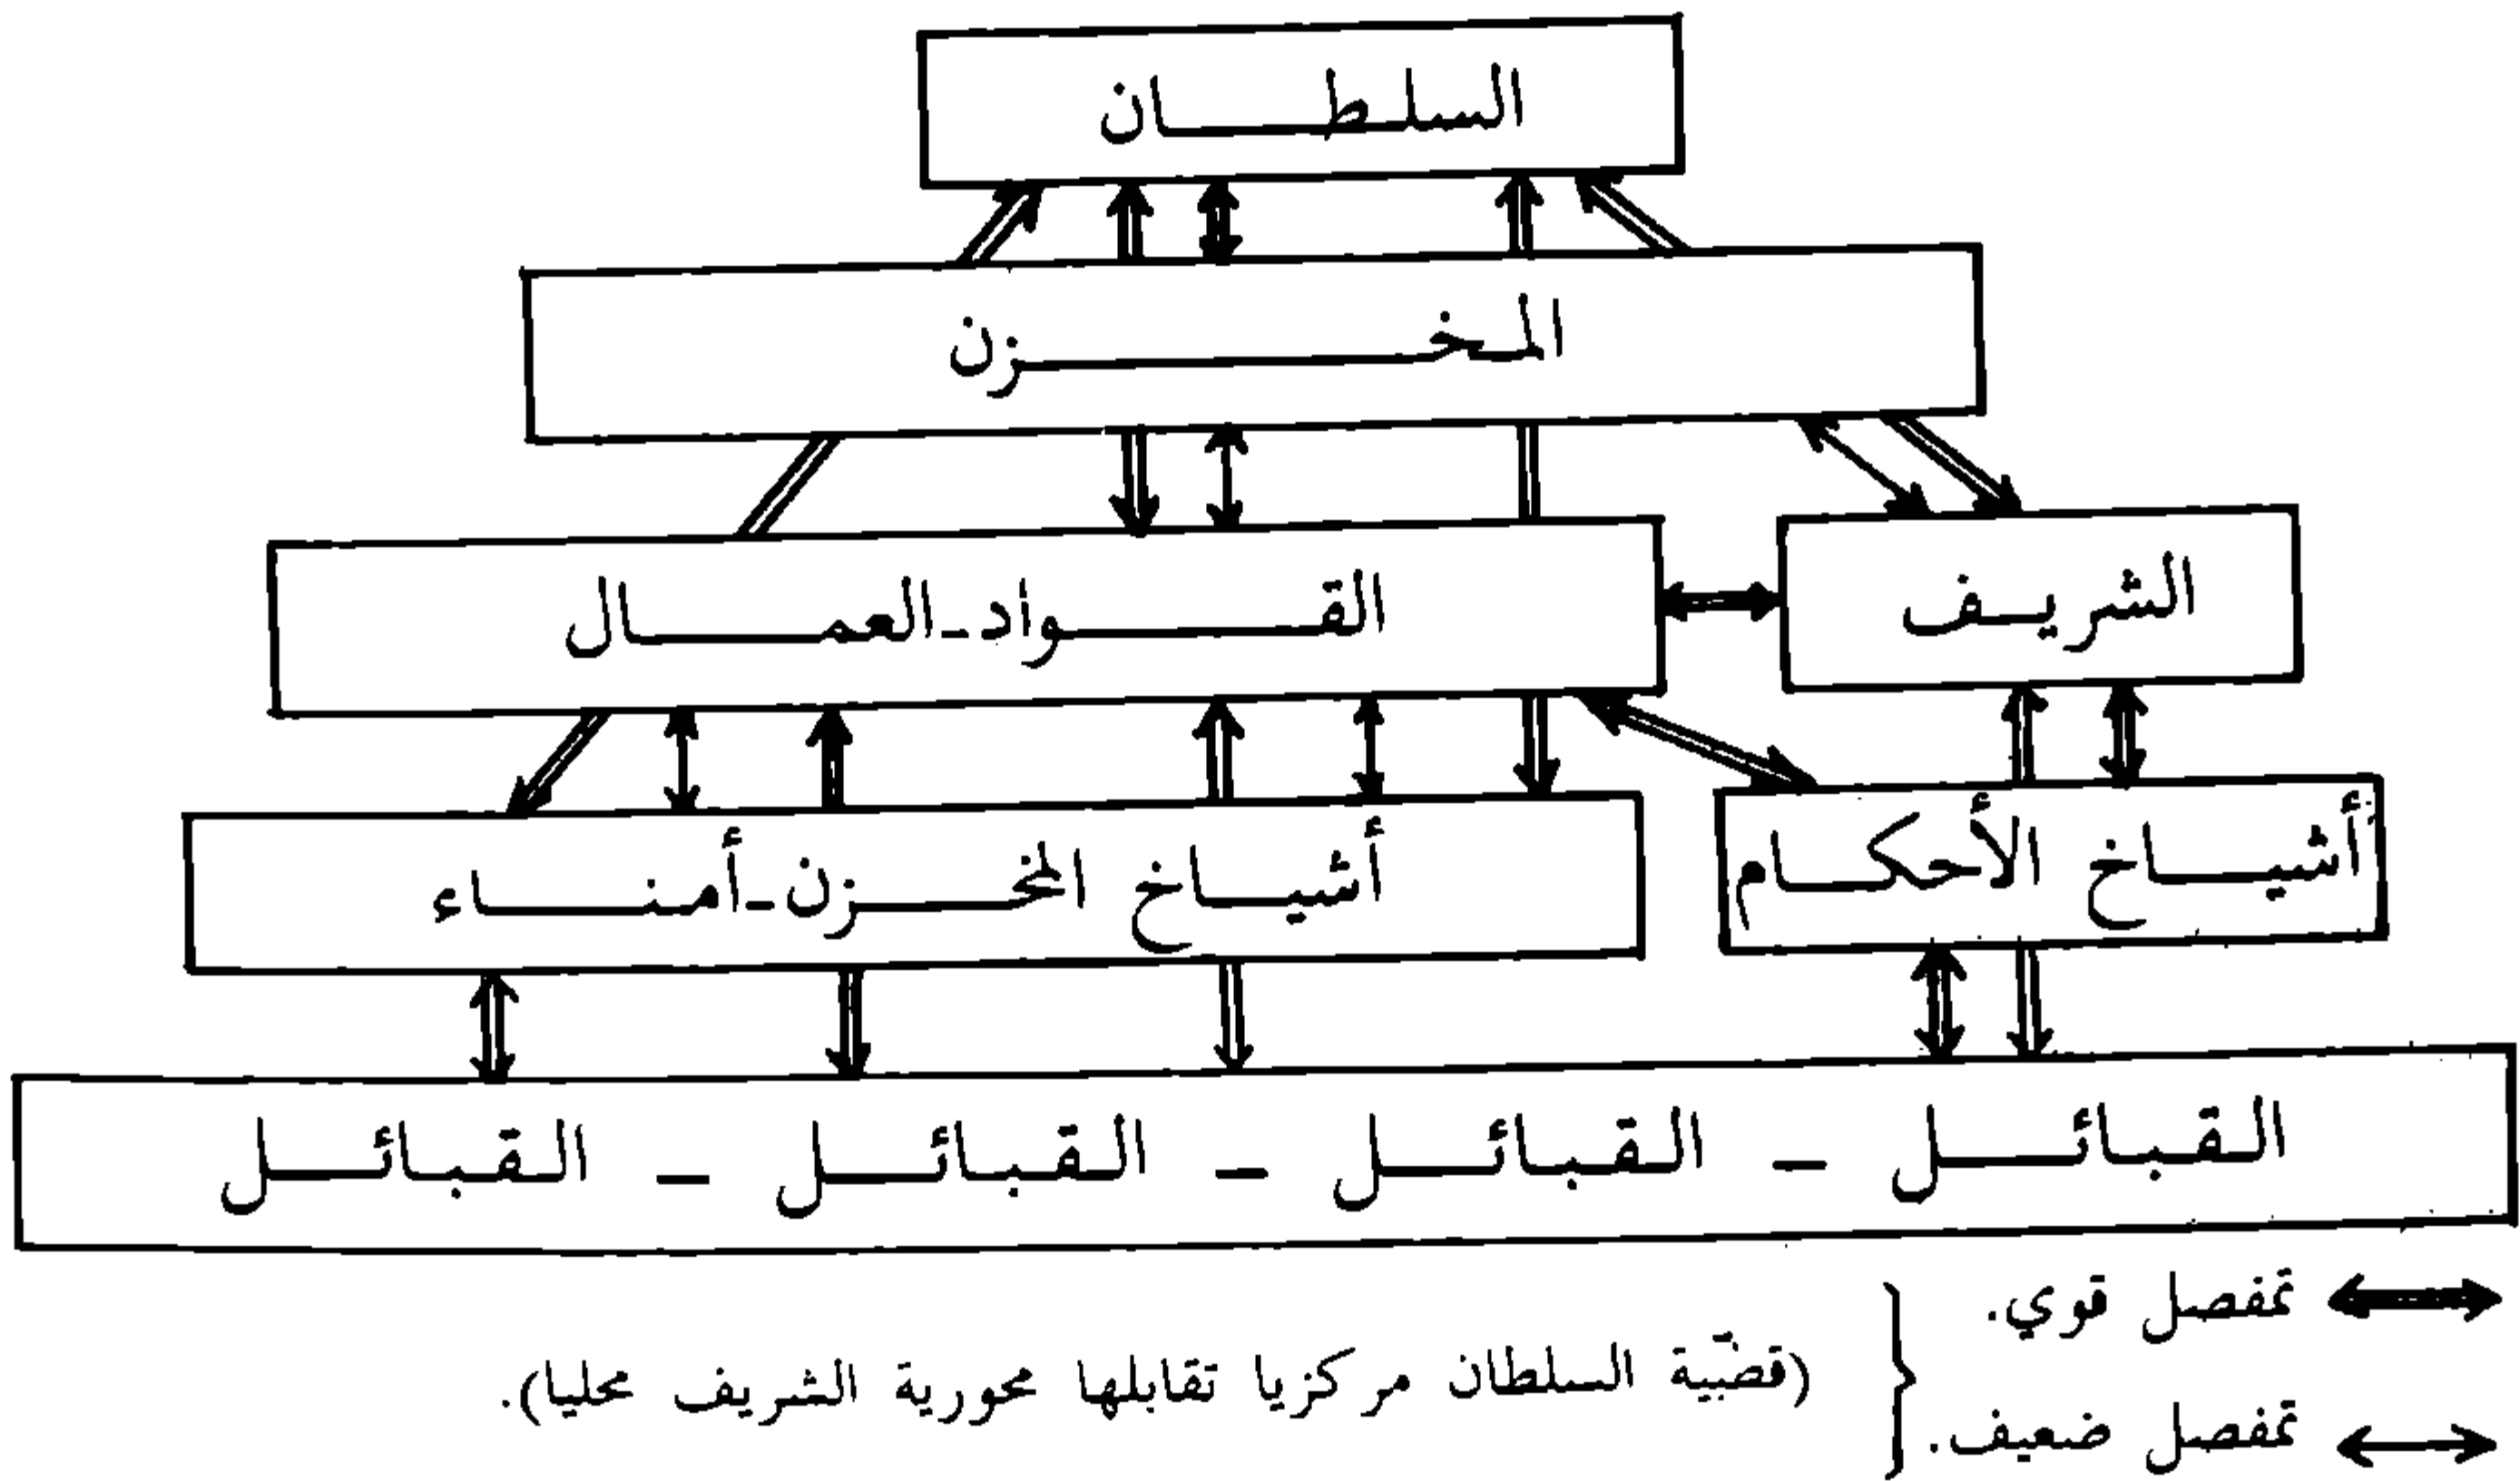 السلطان
المخزن
الشريف
القواد-العمال
أشياخ الأحكام
أشياخ المخزن-أمناء
القبائل – القبائل – القبائل – القبائل
تمفصل قوي.
(قطبية السلطان مركزيا تقابلها محورية الشريف محليا).
تمفصل ضعيف.